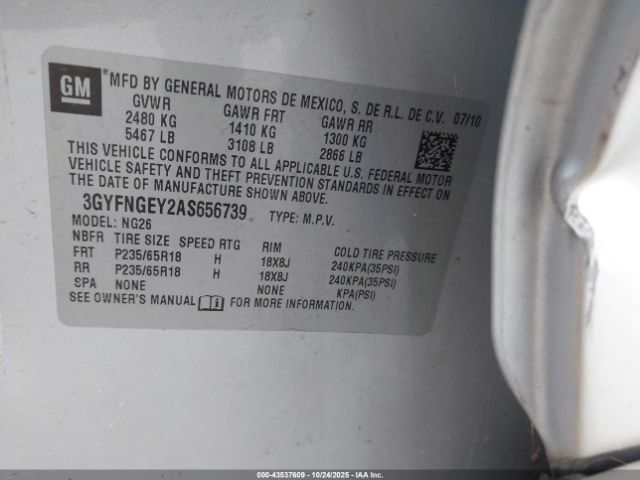 GM *MFD BY GENERAL MOTORS DE MEXICO, S. DE R.L. DE C.V. 07/10
GVWR GAWR FRT GAWR RR
2480 KG 1410 KG 1300 KG
5467 LB 3108 LB 2866 LB
THIS VEHICLE CONFORMS TO ALL APPLICABLE U.S. FEDERAL MOTOR
VEHICLE SAFETY AND THEFT PREVENTION STANDARDS IN EFFECT ON
THE DATE OF MANUFACTURE SHOWN ABOVE.
3GYFNGEY2AS656739 TYPE: M.P.V.
MODEL: NG26
NBFR TIRE SIZE SPEED RTG RIM COLD TIRE PRESSURE
FRT P235/65R18 H 18X8J 240KPA(35PSI)
RR P235/65R18 H 18X8J 240KPA(35PSI)
SPA NONE NONE KPA(PSI)
SEE OWNER'S MANUAL FOR MORE INFORMATION.
000-43537609 - 10/24/2025 - IAAI.CA